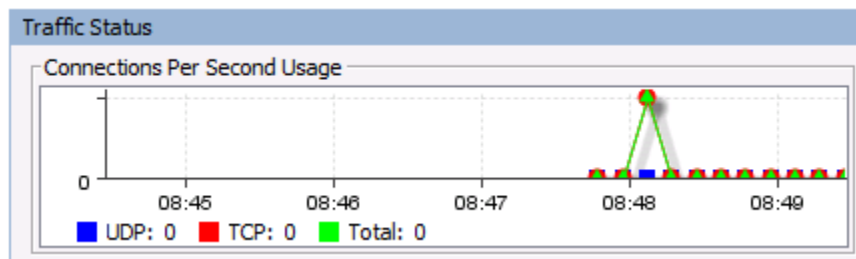 Traffic Status
Connections Per Second Usage
0
08:45 08:46 08:47 08:48 08:49
UDP: 0 TCP: 0 Total: 0